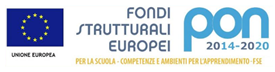 FONDI
STRUTTURALI
EUROPEI
pon
2014-2020
UNIONE EUROPEA
PER LA SCUOLA - COMPETENZE E AMBIENTI PER L'APPRENDIMENTO - FSE